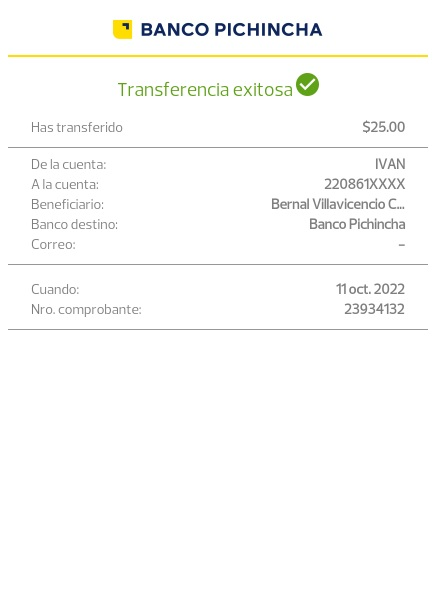 BANCO PICHINCHA
Transferencia exitosa
Has transferido $25.00
De la cuenta: IVAN
A la cuenta: 220861XXXX
Beneficiario: Bernal Villavicencio C...
Banco destino: Banco Pichincha
Correo: –
Cuando: 11 oct. 2022
Nro. comprobante: 23934132